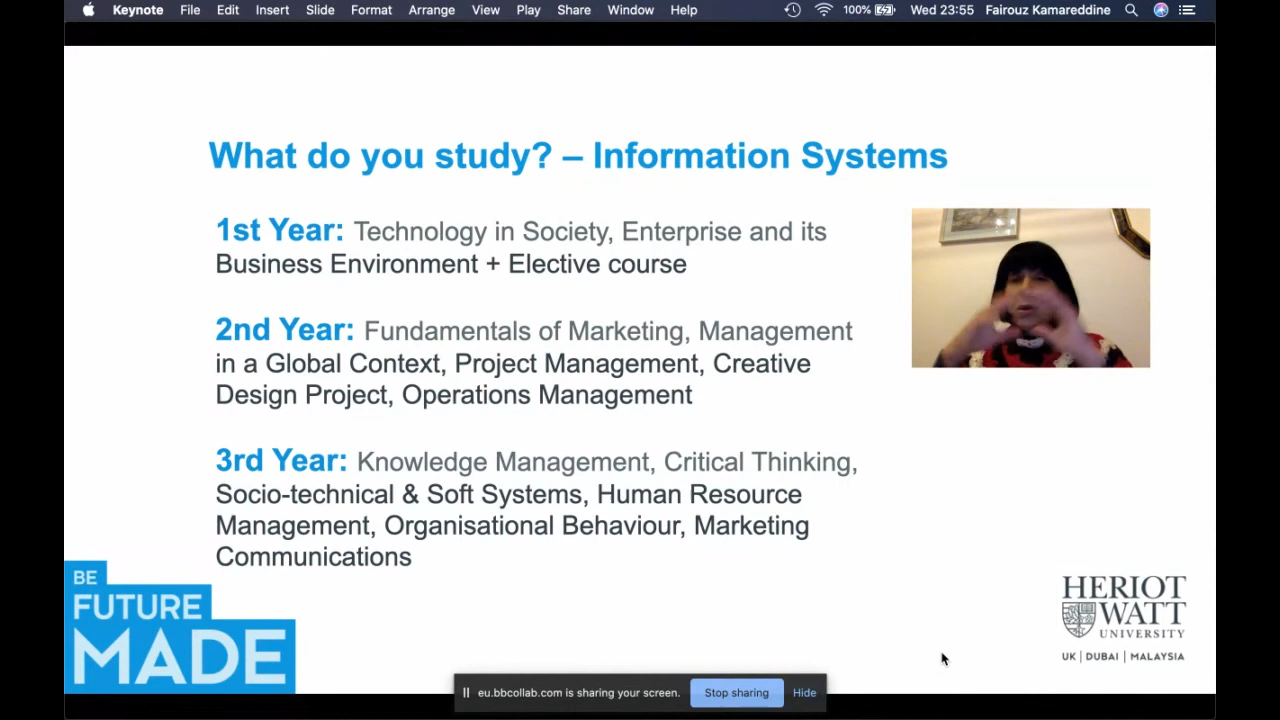 Keynote File Edit Insert Slide Format Arrange View Play Share Window Help 100% Wed 23:55 Fairouz Kamareddine
What do you study? – Information Systems
1st Year: Technology in Society, Enterprise and its
Business Environment + Elective course
2nd Year: Fundamentals of Marketing, Management
in a Global Context, Project Management, Creative
Design Project, Operations Management
3rd Year: Knowledge Management, Critical Thinking,
Socio-technical & Soft Systems, Human Resource
Management, Organisational Behaviour, Marketing
Communications
BE
FUTURE
MADE
HERIOT
WATT
UNIVERSITY
UK | DUBAI | MALAYSIA
eu.bbcollab.com is sharing your screen. Stop sharing Hide